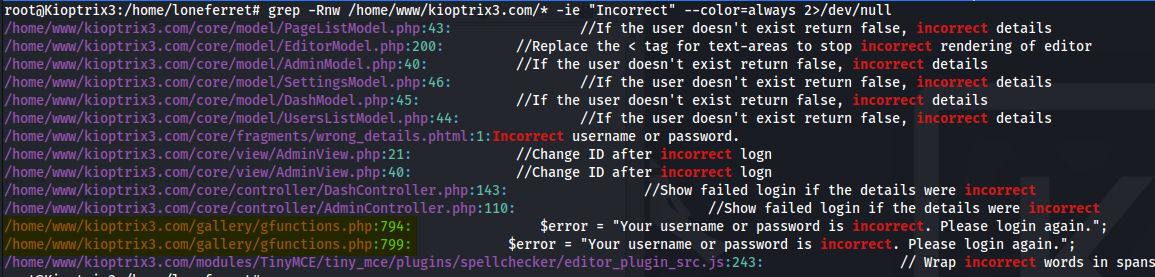 root@Kioptrix3:/home/loneferret# grep -Rnw /home/www/kioptrix3.com/* -ie "Incorrect" --color=always 2>/dev/null
/home/www/kioptrix3.com/core/model/PageListModel.php:43: //If the user doesn't exist return false, incorrect details
/home/www/kioptrix3.com/core/model/EditorModel.php:200: //Replace the < tag for text-areas to stop incorrect rendering of editor
/home/www/kioptrix3.com/core/model/AdminModel.php:40: //If the user doesn't exist return false, incorrect details
/home/www/kioptrix3.com/core/model/SettingsModel.php:46: //If the user doesn't exist return false, incorrect details
/home/www/kioptrix3.com/core/model/DashModel.php:45: //If the user doesn't exist return false, incorrect details
/home/www/kioptrix3.com/core/model/UsersListModel.php:44: //If the user doesn't exist return false, incorrect details
/home/www/kioptrix3.com/core/fragments/wrong_details.phtml:1:Incorrect username or password.
/home/www/kioptrix3.com/core/view/AdminView.php:21: //Change ID after incorrect logn
/home/www/kioptrix3.com/core/view/AdminView.php:40: //Change ID after incorrect logn
/home/www/kioptrix3.com/core/controller/DashController.php:143: //Show failed login if the details were incorrect
/home/www/kioptrix3.com/core/controller/AdminController.php:110: //Show failed login if the details were incorrect
/home/www/kioptrix3.com/gallery/gfunctions.php:794: $error = "Your username or password is incorrect. Please login again.";
/home/www/kioptrix3.com/gallery/gfunctions.php:799: $error = "Your username or password is incorrect. Please login again.";
/home/www/kioptrix3.com/modules/TinyMCE/tiny_mce/plugins/spellchecker/editor_plugin_src.js:243: // Wrap incorrect words in spans
root@Kioptrix3:/home/loneferret#